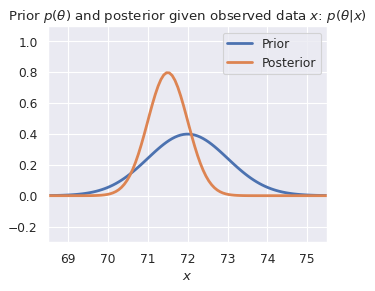 Prior p(θ) and posterior given observed data x: p(θ|x)
1.0
0.8
0.6
0.4
0.2
0.0
−0.2
Prior
Posterior
69 70 71 72 73 74 75
x